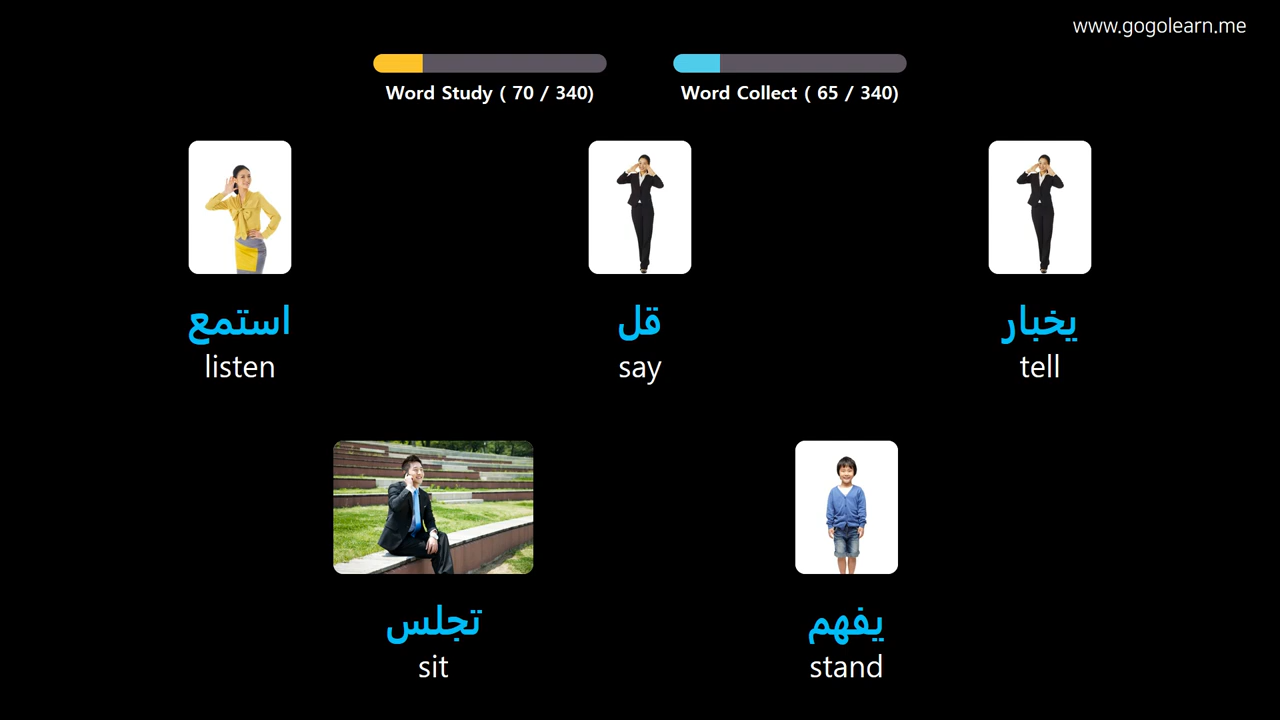 www.gogolearn.me
Word Study ( 70 / 340)
Word Collect ( 65 / 340)
استمع
listen
قل
say
يخبار
tell
تجلس
sit
يفهم
stand